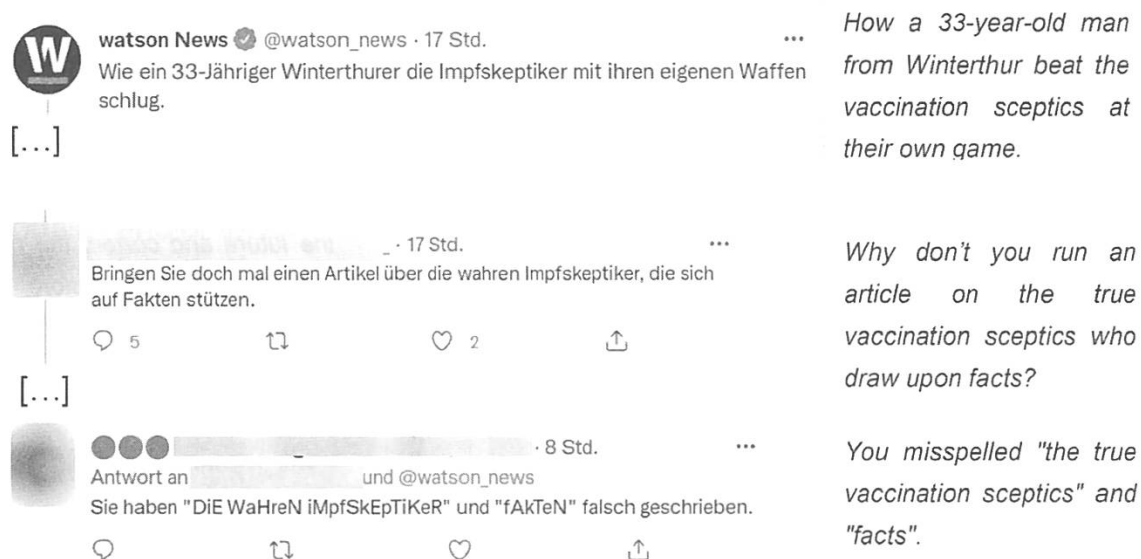 W
watson News @watson_news · 17 Std.
Wie ein 33-Jähriger Winterthurer die Impfskeptiker mit ihren eigenen Waffen
schlug.
[...]
How a 33-year-old man
from Winterthur beat the
vaccination sceptics at
their own game.
_ · 17 Std.
Bringen Sie doch mal einen Artikel über die wahren Impfskeptiker, die sich
auf Fakten stützen.
5 2
Why don't you run an
article on the true
vaccination sceptics who
draw upon facts?
[...]
· 8 Std.
Antwort an und @watson_news
Sie haben "DiE WaHreN iMpfSkEpTiKeR" und "fAkTeN" falsch geschrieben.
You misspelled "the true
vaccination sceptics" and
"facts".